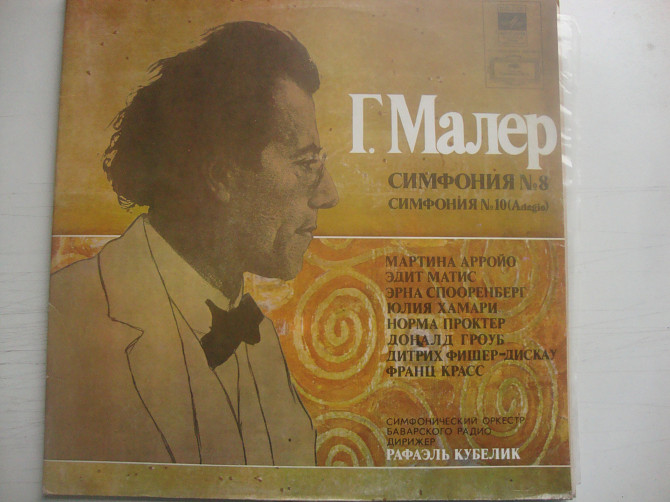 Г. Малер
СИМФОНИЯ №8
СИМФОНИЯ №10 (Adagio)
МАРТИНА АРРОЙО
ЭДИТ МАТИС
ЭРНА СПООРЕНБЕРГ
ЮЛИЯ ХАМАРИ
НОРМА ПРОКТЕР
ДОНАЛД ГРОУБ
ДИТРИХ ФИШЕР-ДИСКАУ
ФРАНЦ КРАСС
СИМФОНИЧЕСКИЙ ОРКЕСТР
БАВАРСКОГО РАДИО
ДИРИЖЕР
РАФАЭЛЬ КУБЕЛИК